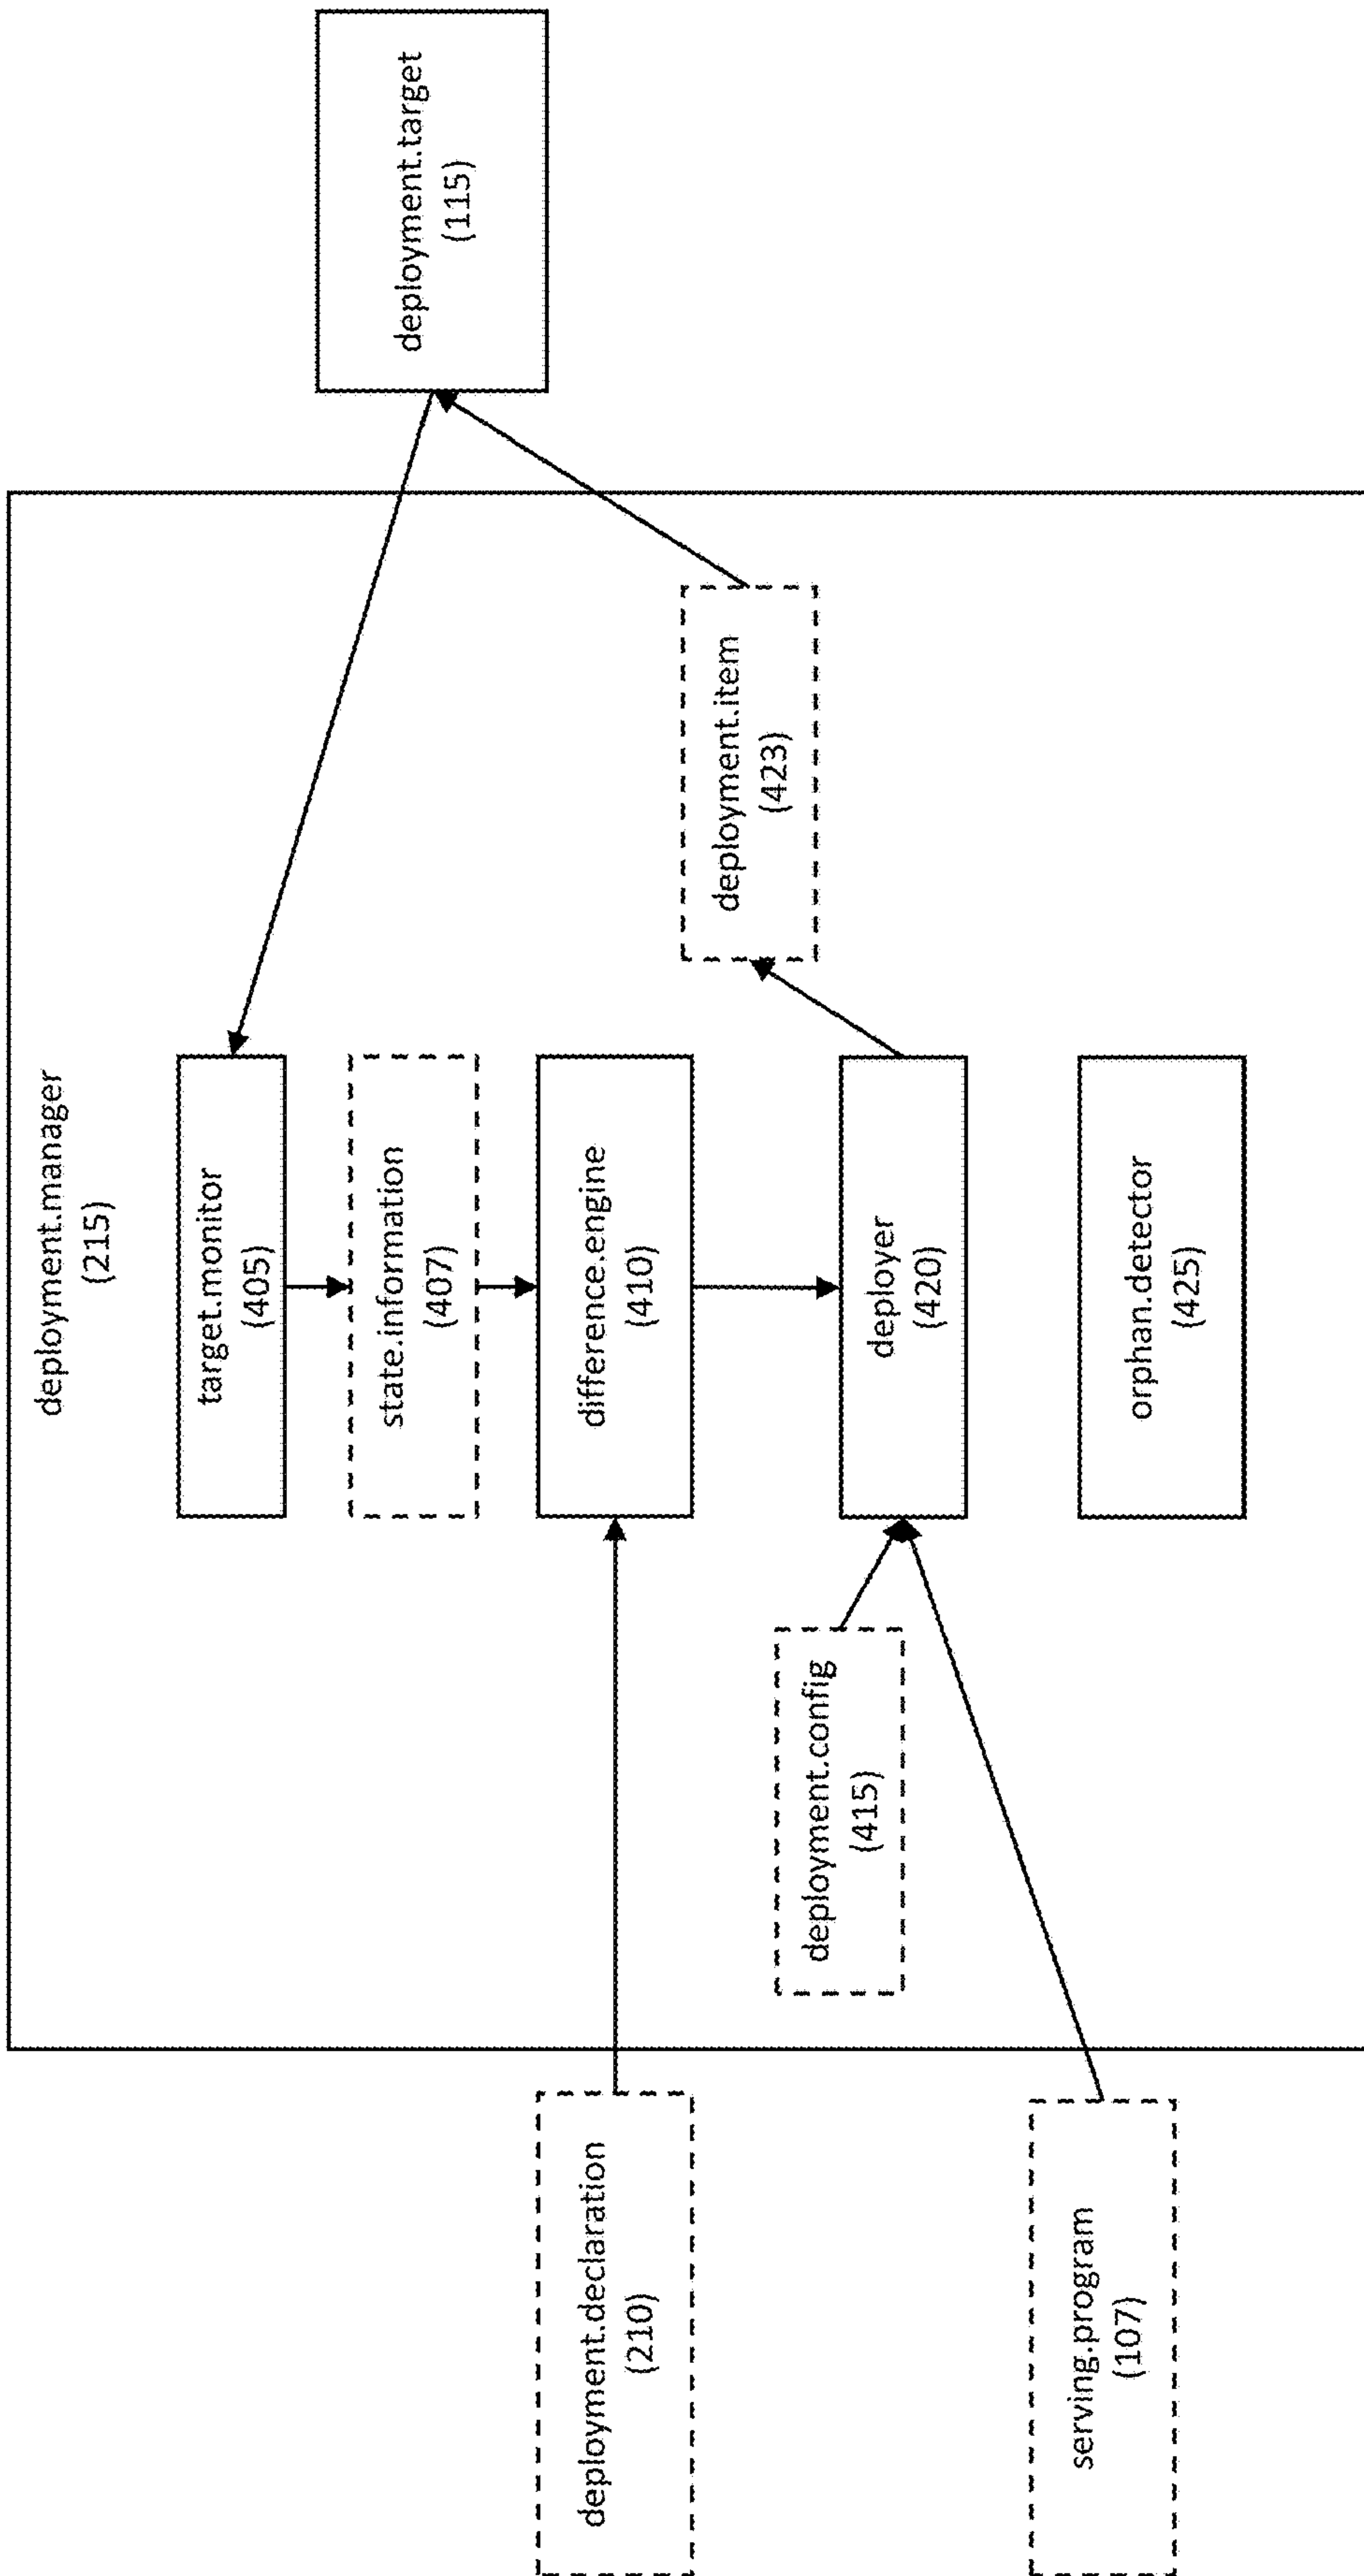 deployment.manager
(215)
target.monitor
(405)
state.information
(407)
deployment.target
(115)
deployment.declaration
(210)
difference.engine
(410)
deployment.item
(423)
deployment.config
(415)
deployer
(420)
serving.program
(107)
orphan.detector
(425)